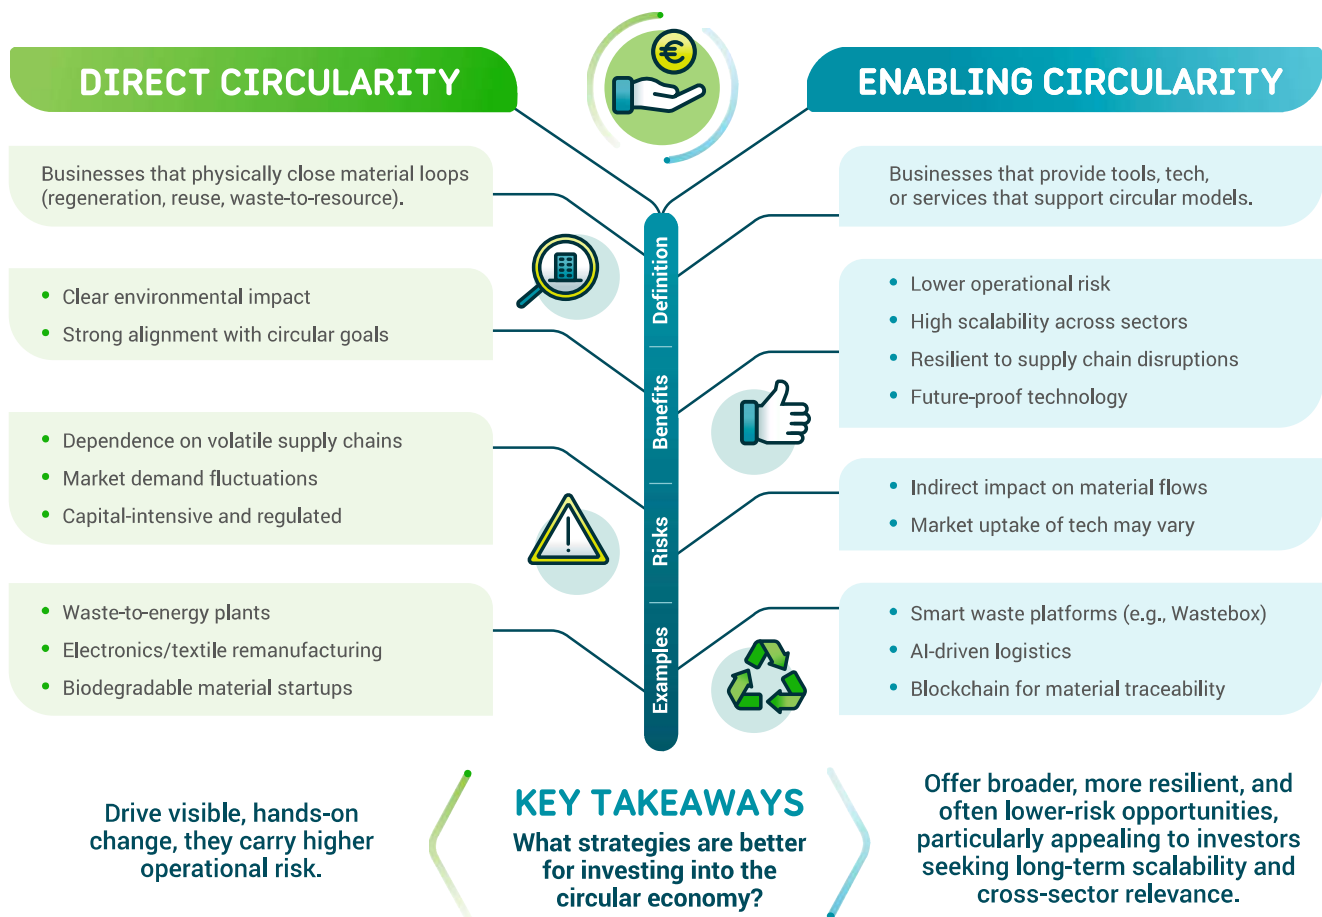 DIRECT CIRCULARITY
€
ENABLING CIRCULARITY
Businesses that physically close material loops
(regeneration, reuse, waste-to-resource).
Definition
Businesses that provide tools, tech,
or services that support circular models.
• Clear environmental impact
• Strong alignment with circular goals
Benefits
• Lower operational risk
• High scalability across sectors
• Resilient to supply chain disruptions
• Future-proof technology
• Dependence on volatile supply chains
• Market demand fluctuations
• Capital-intensive and regulated
Risks
• Indirect impact on material flows
• Market uptake of tech may vary
• Waste-to-energy plants
• Electronics/textile remanufacturing
• Biodegradable material startups
Examples
• Smart waste platforms (e.g., Wastebox)
• AI-driven logistics
• Blockchain for material traceability
Drive visible, hands-on
change, they carry higher
operational risk.
KEY TAKEAWAYS
What strategies are better
for investing into the
circular economy?
Offer broader, more resilient, and
often lower-risk opportunities,
particularly appealing to investors
seeking long-term scalability and
cross-sector relevance.